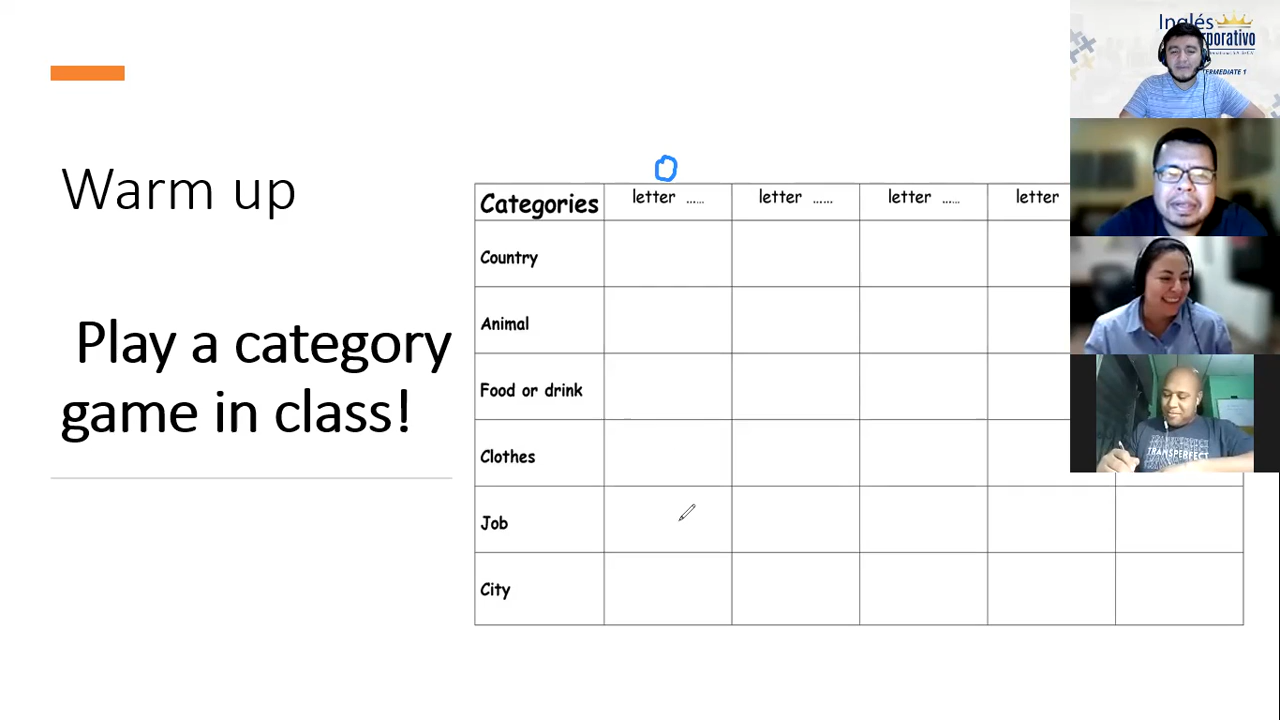 Warm up
Play a category
game in class!
O
Categories letter ...... letter ...... letter ...... letter
Country
Animal
Food or drink
Clothes
Job
City
Inglés
rporativo
TERMEDIATE 1
TRANSPERFECT